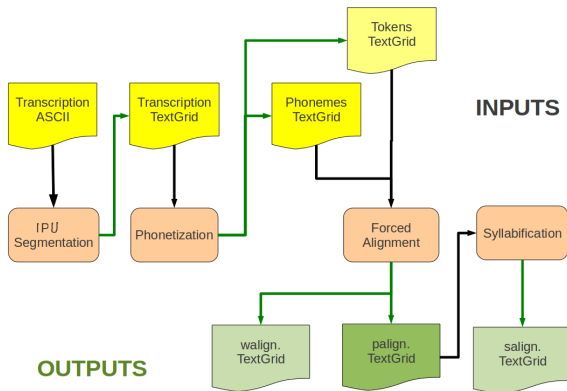 Tokens
TextGrid
Transcription
ASCII
Transcription
TextGrid
Phonemes
TextGrid
INPUTS
IPU
Segmentation
Phonetization
Forced
Alignment
Syllabification
walign.
TextGrid
palign.
TextGrid
salign.
TextGrid
OUTPUTS